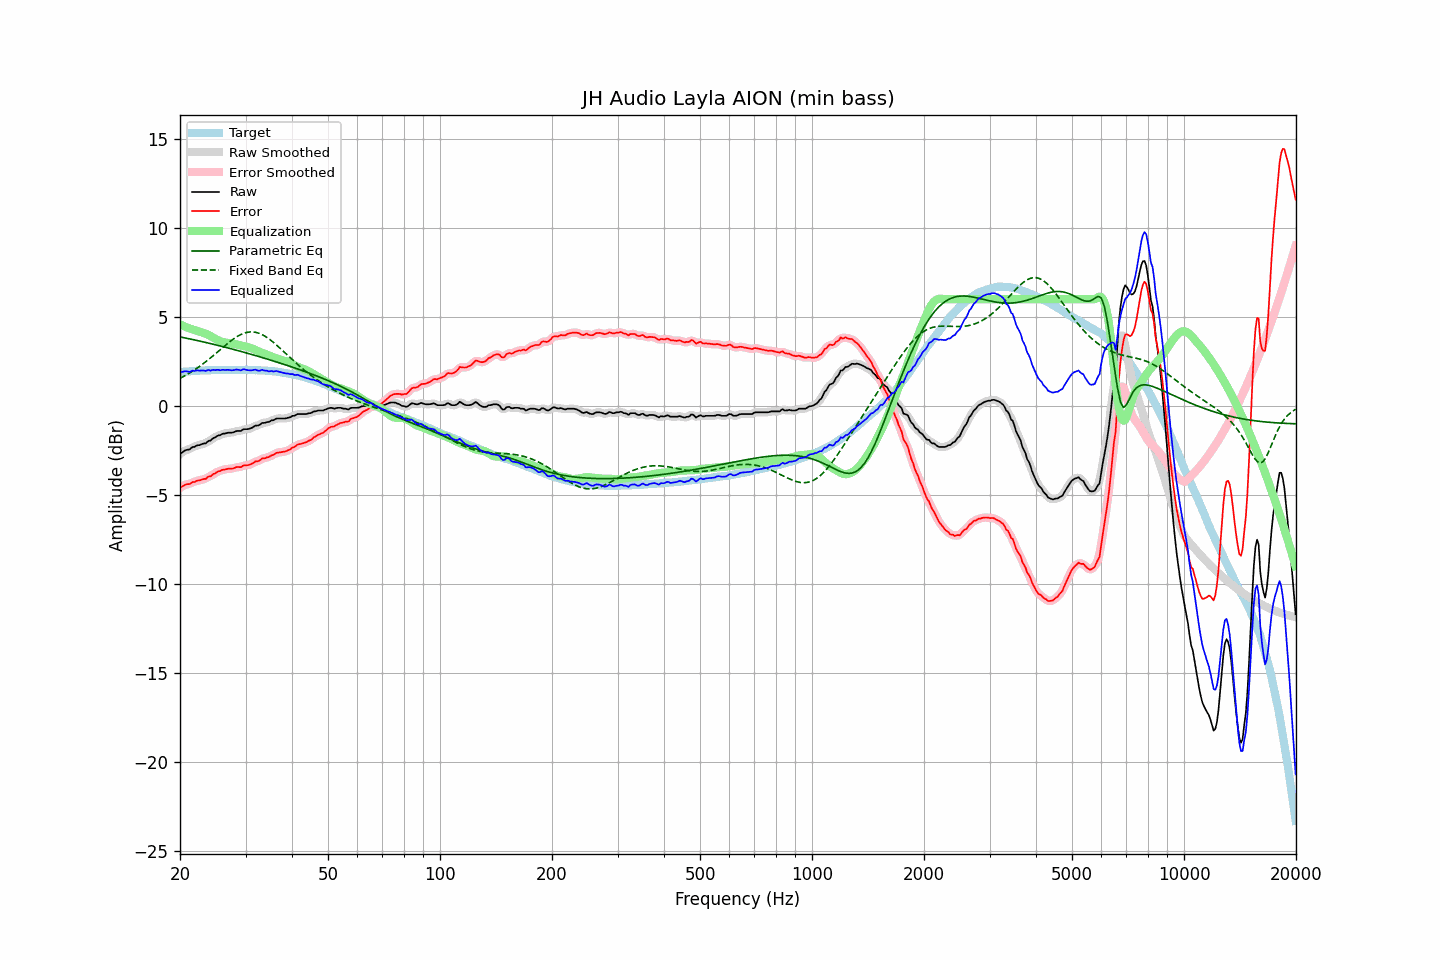 JH Audio Layla AION (min bass)
Target
Raw Smoothed
Error Smoothed
Raw
Error
Equalization
Parametric Eq
Fixed Band Eq
Equalized
Amplitude (dBr)
15
10
5
0
−5
−10
−15
−20
−25
20 50 100 200 500 1000 2000 5000 10000 20000
Frequency (Hz)